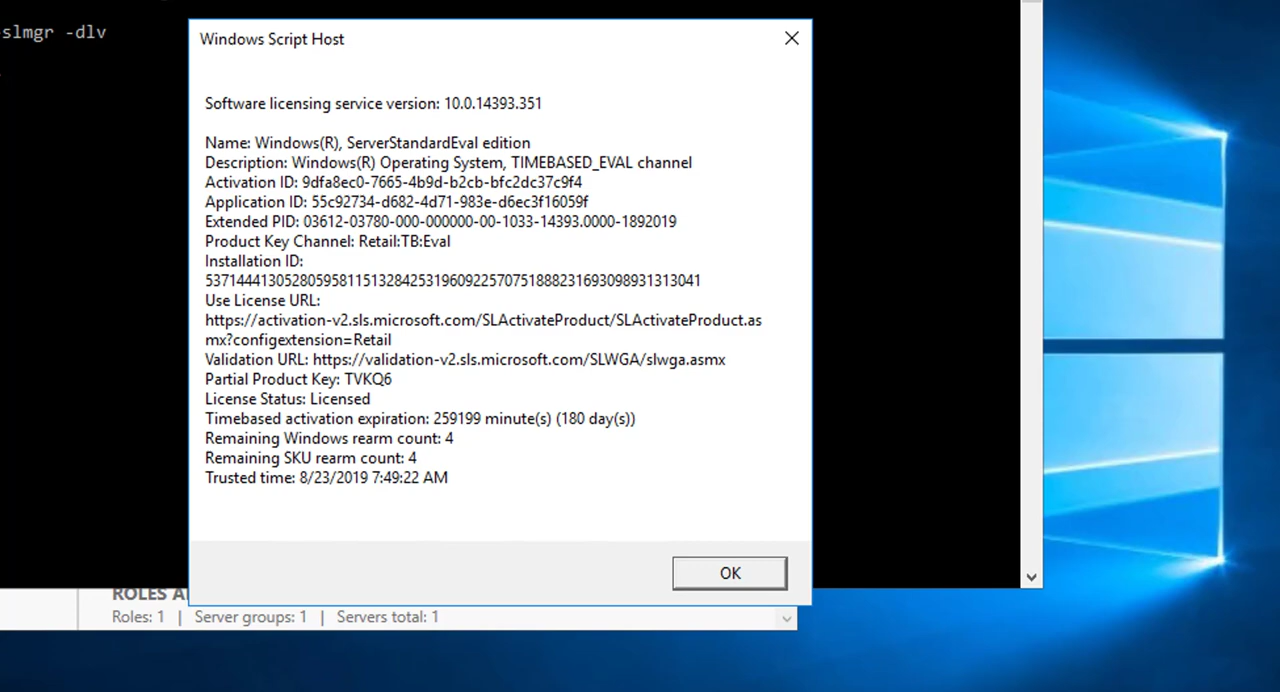 slmgr -dlv
Windows Script Host
Software licensing service version: 10.0.14393.351
Name: Windows(R), ServerStandardEval edition
Description: Windows(R) Operating System, TIMEBASED_EVAL channel
Activation ID: 9dfa8ec0-7665-4b9d-b2cb-bfc2dc37c9f4
Application ID: 55c92734-d682-4d71-983e-d6ec3f16059f
Extended PID: 03612-03780-000-000000-00-1033-14393.0000-1892019
Product Key Channel: Retail:TB:Eval
Installation ID:
537144413052805958115132842531960922570751888231693098931313041
Use License URL:
https://activation-v2.sls.microsoft.com/SLActivateProduct/SLActivateProduct.as
mx?configextension=Retail
Validation URL: https://validation-v2.sls.microsoft.com/SLWGA/slwga.asmx
Partial Product Key: TVKQ6
License Status: Licensed
Timebased activation expiration: 259199 minute(s) (180 day(s))
Remaining Windows rearm count: 4
Remaining SKU rearm count: 4
Trusted time: 8/23/2019 7:49:22 AM
OK
ROLES A
Roles: 1 | Server groups: 1 | Servers total: 1